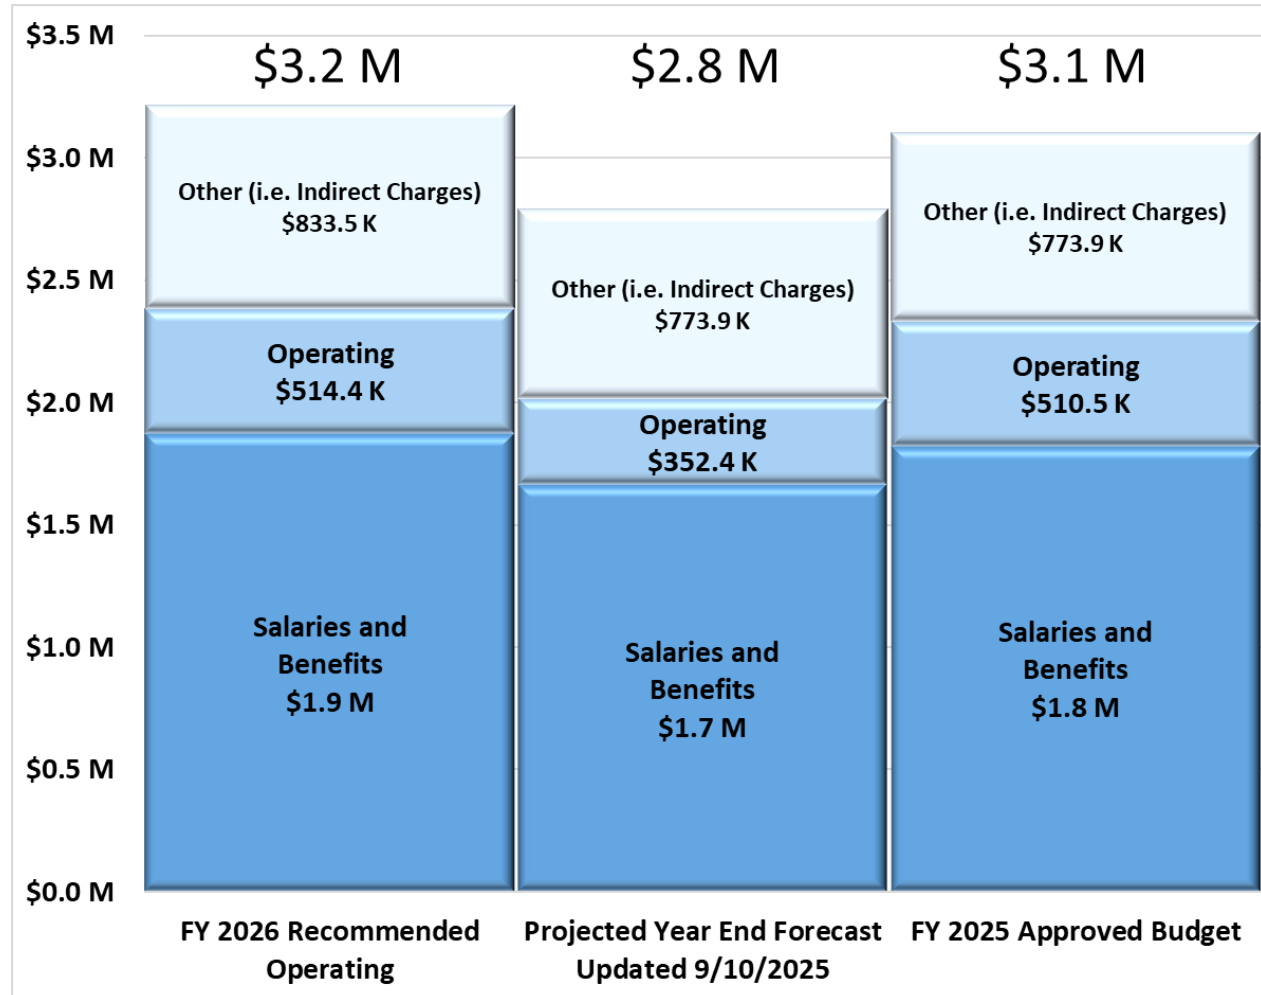 $3.5 M
$3.0 M
$2.5 M
$2.0 M
$1.5 M
$1.0 M
$0.5 M
$0.0 M
$3.2 M
Other (i.e. Indirect Charges)
$833.5 K
Operating
$514.4 K
Salaries and
Benefits
$1.9 M
FY 2026 Recommended
Operating
$2.8 M
Other (i.e. Indirect Charges)
$773.9 K
Operating
$352.4 K
Salaries and
Benefits
$1.7 M
Projected Year End Forecast
Updated 9/10/2025
$3.1 M
Other (i.e. Indirect Charges)
$773.9 K
Operating
$510.5 K
Salaries and
Benefits
$1.8 M
FY 2025 Approved Budget